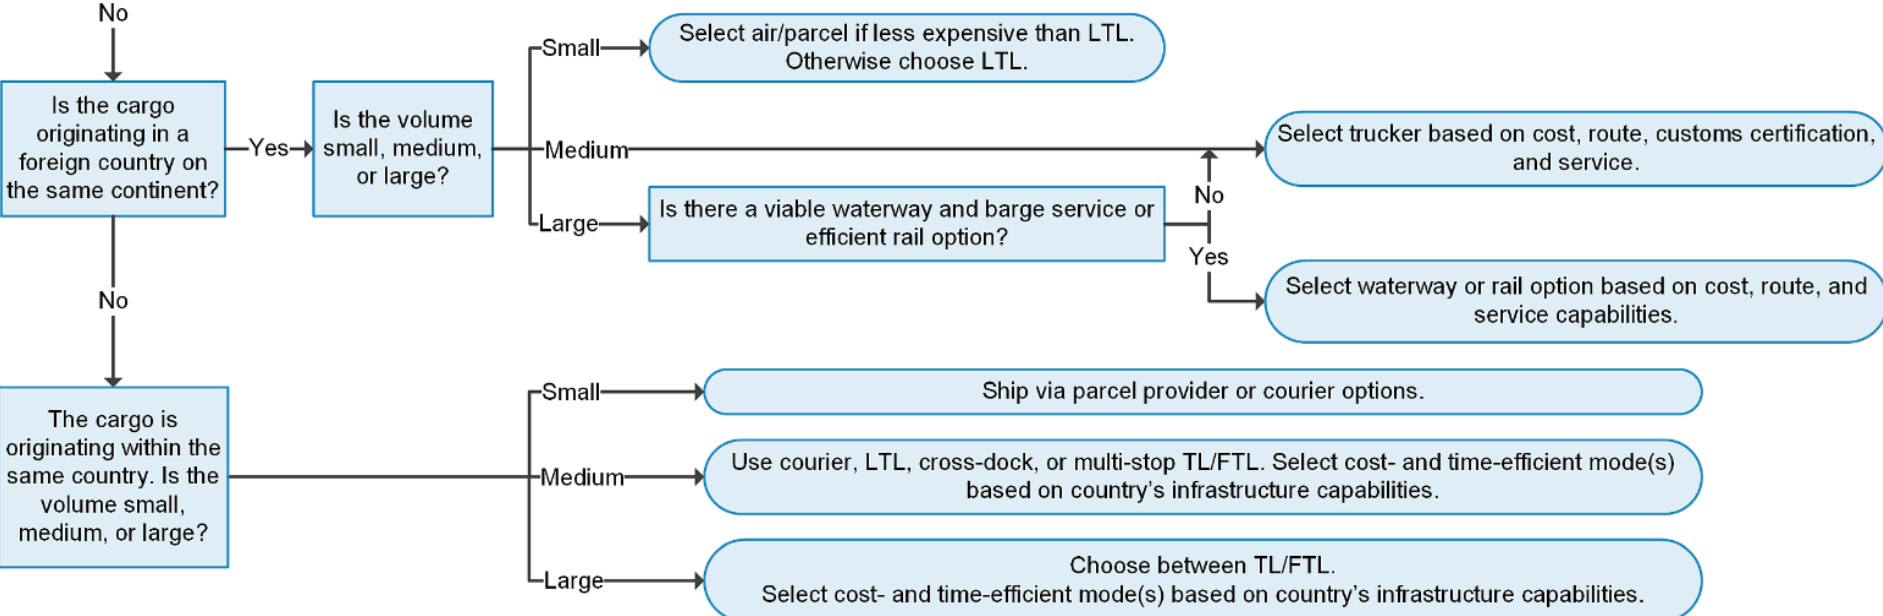 No
Is the cargo
originating in a
foreign country on
the same continent?
Yes
Is the volume
small, medium,
or large?
Small
Select air/parcel if less expensive than LTL.
Otherwise choose LTL.
Medium
Select trucker based on cost, route, customs certification,
and service.
Large
Is there a viable waterway and barge service or
efficient rail option?
No
Yes
Select waterway or rail option based on cost, route, and
service capabilities.
No
The cargo is
originating within the
same country. Is the
volume small,
medium, or large?
Small
Ship via parcel provider or courier options.
Medium
Use courier, LTL, cross-dock, or multi-stop TL/FTL. Select cost- and time-efficient mode(s)
based on country’s infrastructure capabilities.
Large
Choose between TL/FTL.
Select cost- and time-efficient mode(s) based on country’s infrastructure capabilities.